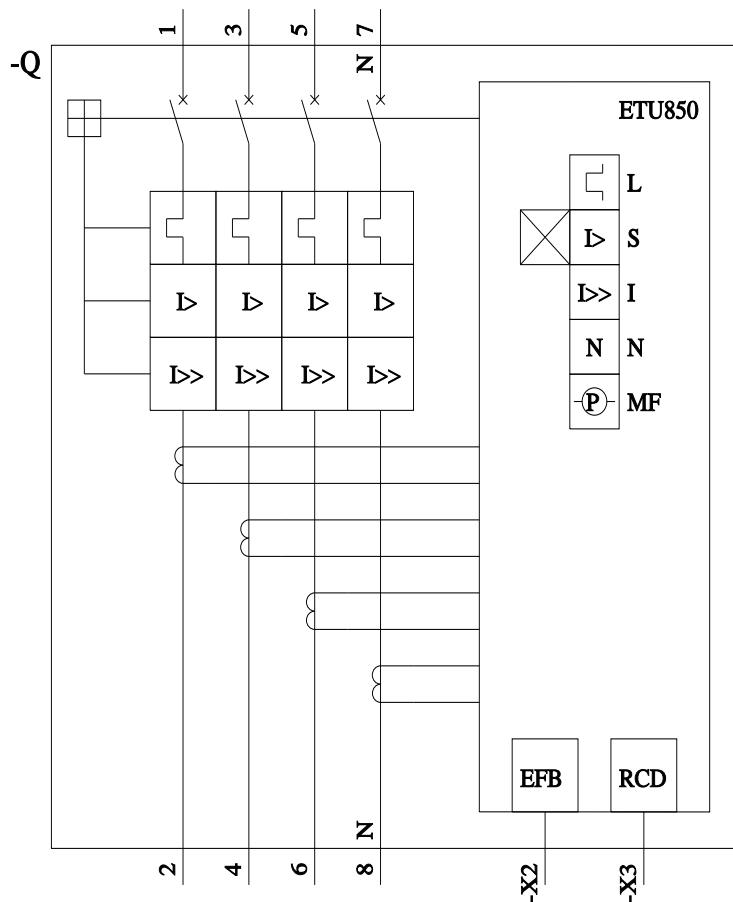 1 3 5 7
-Q
N
ETU850
L
I> S
I>> I
N N
P MF
I> I> I> I>
I>> I>> I>> I>>
EFB RCD
N
2 4 6 8
-X2 -X3